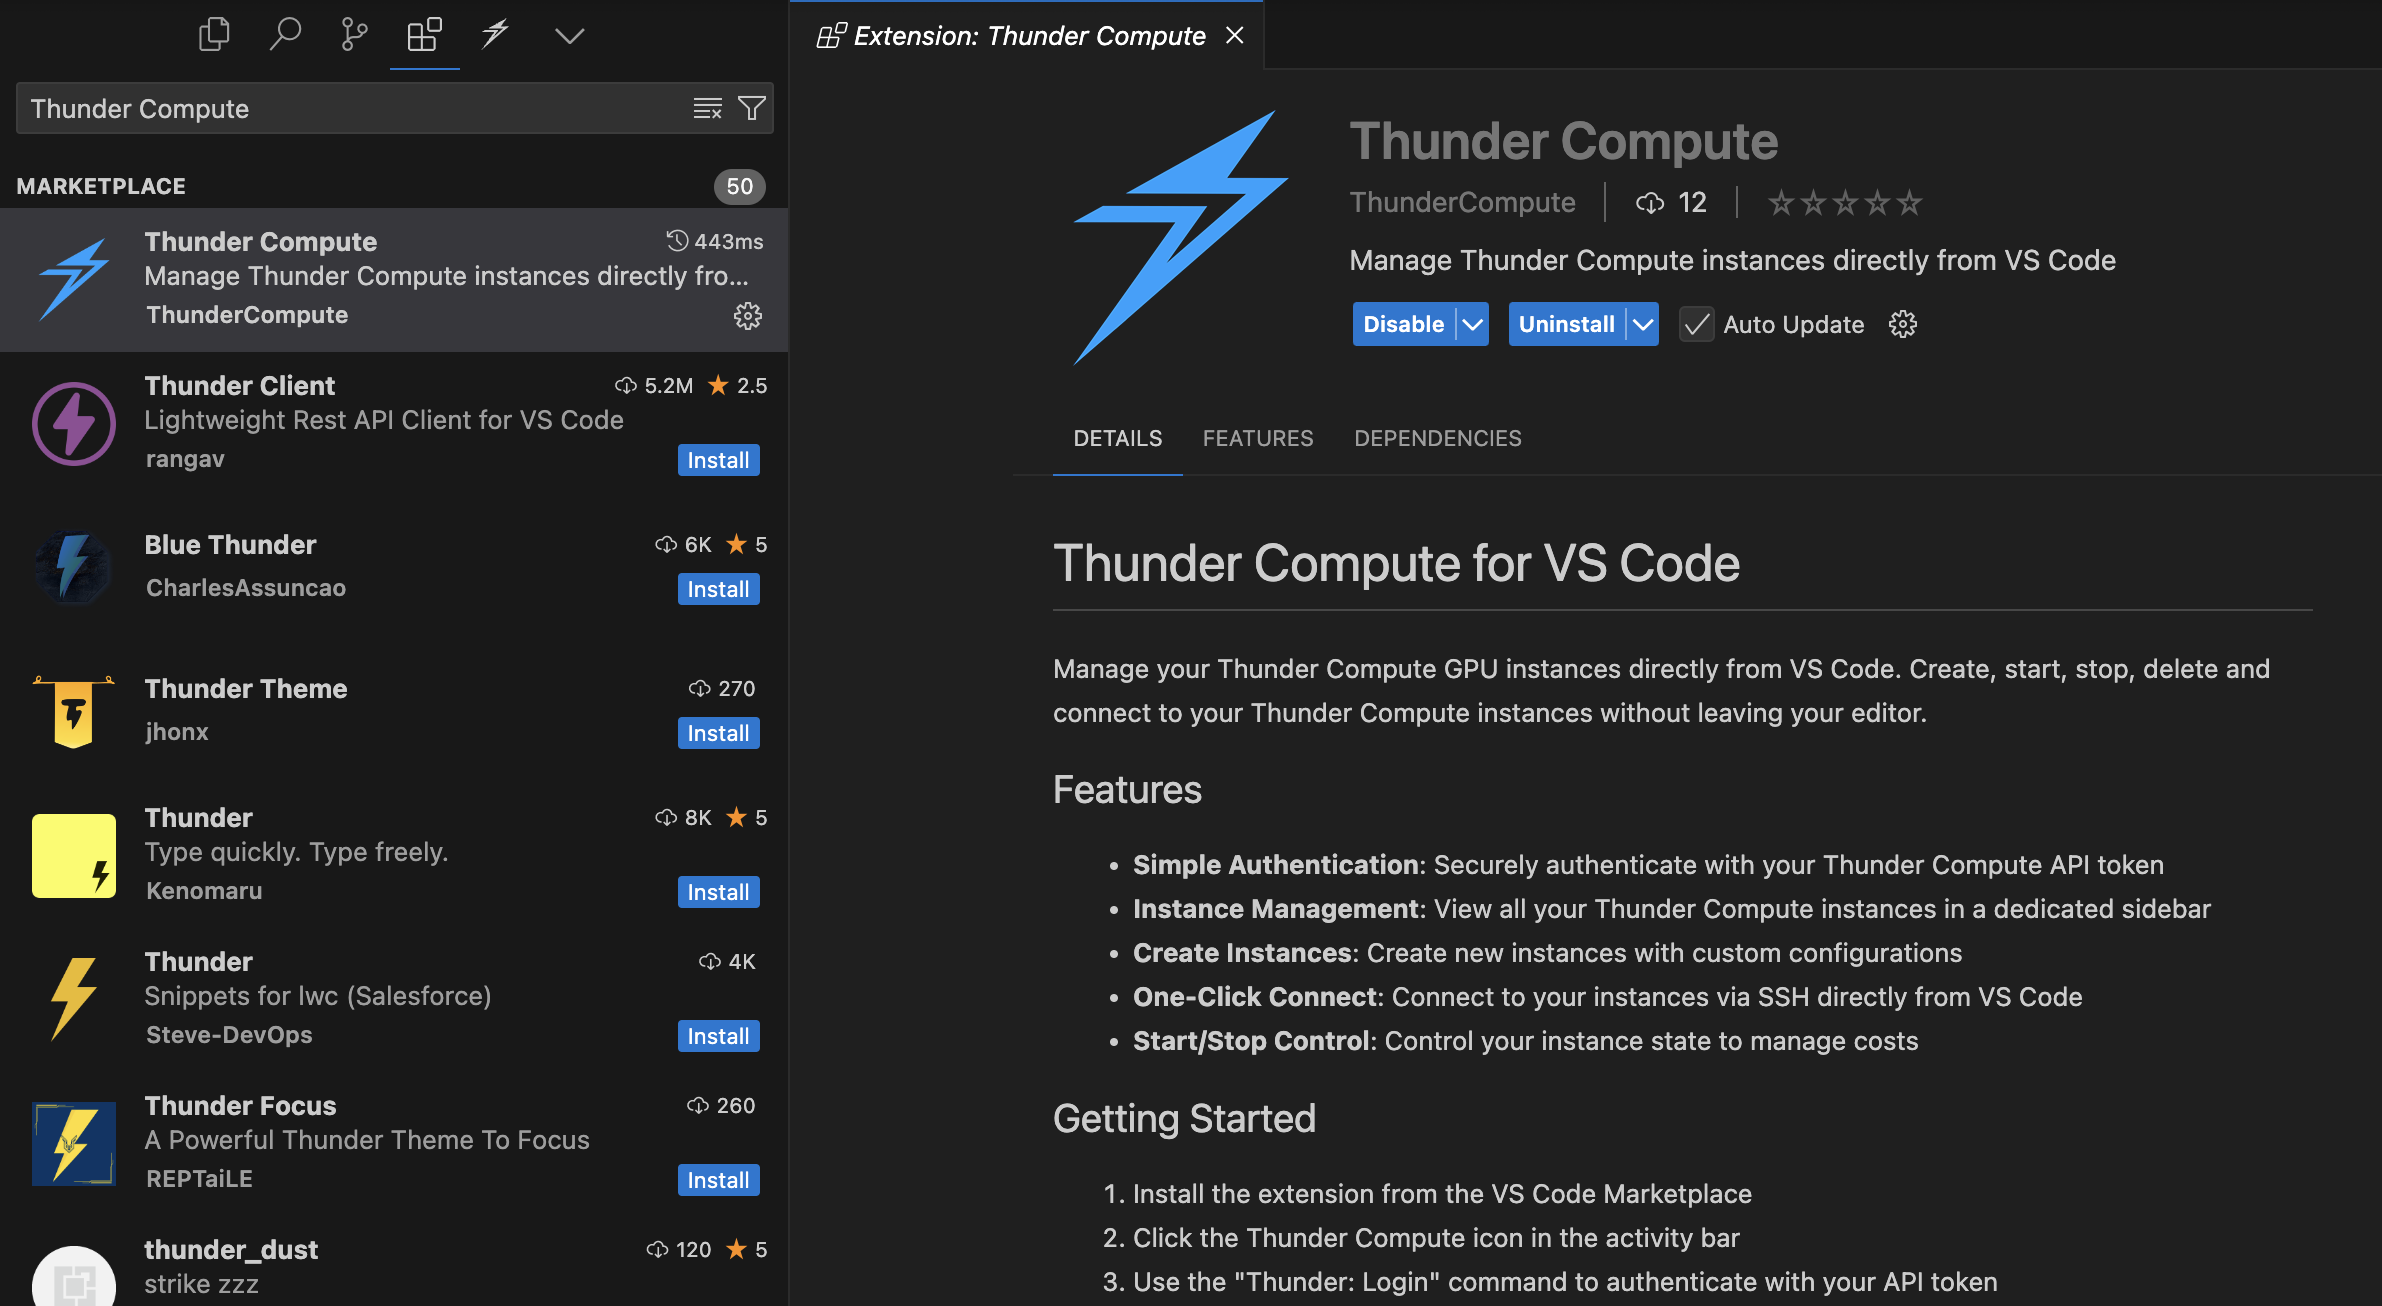 Thunder Compute
MARKETPLACE 50
Thunder Compute 443ms
Manage Thunder Compute instances directly fro...
ThunderCompute
Thunder Client 5.2M 2.5
Lightweight Rest API Client for VS Code
rangav Install
Blue Thunder 6K 5
CharlesAssuncao Install
Thunder Theme 270
jhonx Install
Thunder 8K 5
Type quickly. Type freely.
Kenomaru Install
Thunder 4K
Snippets for lwc (Salesforce)
Steve-DevOps Install
Thunder Focus 260
A Powerful Thunder Theme To Focus
REPTaiLE Install
thunder_dust 120 5
strike zzz
Extension: Thunder Compute
Thunder Compute
ThunderCompute 12
Manage Thunder Compute instances directly from VS Code
Disable Uninstall Auto Update
DETAILS FEATURES DEPENDENCIES
Thunder Compute for VS Code
Manage your Thunder Compute GPU instances directly from VS Code. Create, start, stop, delete and
connect to your Thunder Compute instances without leaving your editor.
Features
• Simple Authentication: Securely authenticate with your Thunder Compute API token
• Instance Management: View all your Thunder Compute instances in a dedicated sidebar
• Create Instances: Create new instances with custom configurations
• One-Click Connect: Connect to your instances via SSH directly from VS Code
• Start/Stop Control: Control your instance state to manage costs
Getting Started
1. Install the extension from the VS Code Marketplace
2. Click the Thunder Compute icon in the activity bar
3. Use the "Thunder: Login" command to authenticate with your API token